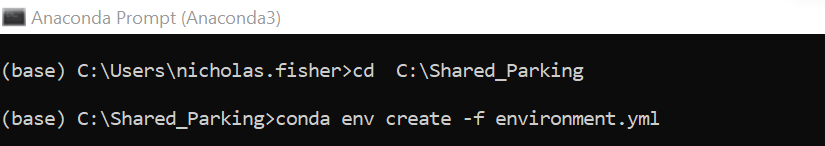 Anaconda Prompt (Anaconda3)
(base) C:\Users\nicholas.fisher>cd  C:\Shared_Parking
(base) C:\Shared_Parking>conda env create -f environment.yml